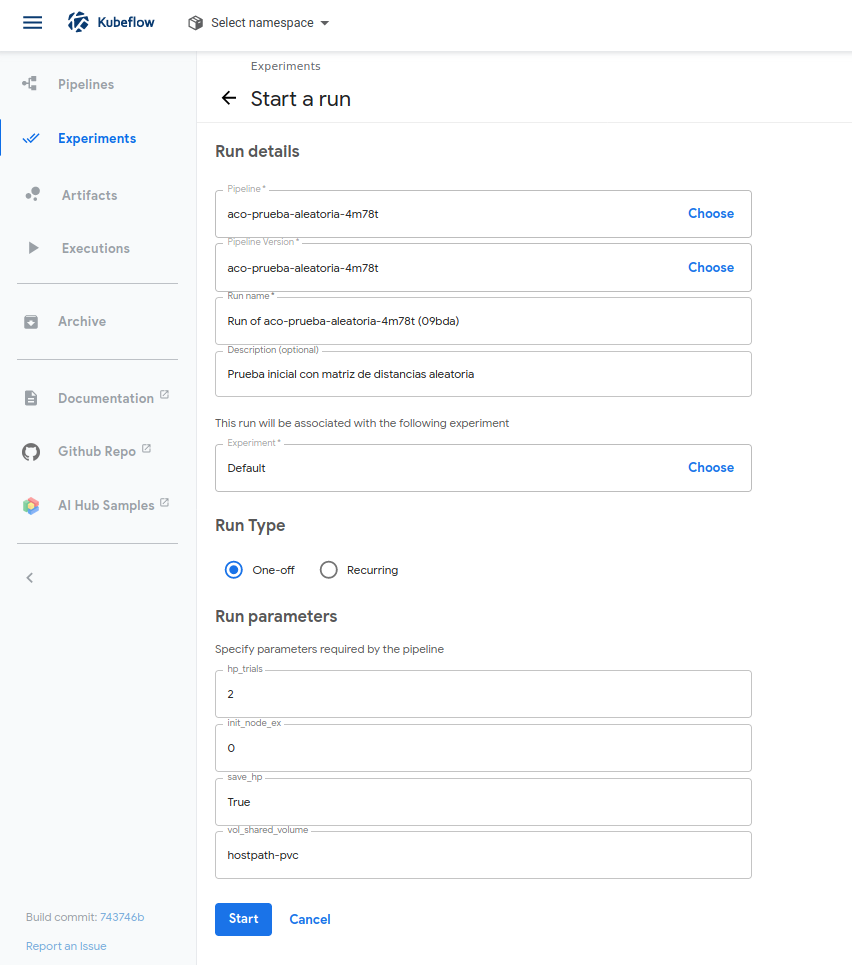 Kubeflow
Select namespace
Pipelines
Experiments
Artifacts
Executions
Archive
Documentation
Github Repo
AI Hub Samples
Build commit: 743746b
Report an Issue
Experiments
Start a run
Run details
Pipeline *
aco-prueba-aleatoria-4m78t
Choose
Pipeline Version *
aco-prueba-aleatoria-4m78t
Choose
Run name *
Run of aco-prueba-aleatoria-4m78t (09bda)
Description (optional)
Prueba inicial con matriz de distancias aleatoria
This run will be associated with the following experiment
Experiment *
Default
Choose
Run Type
One-off
Recurring
Run parameters
Specify parameters required by the pipeline
hp_trials
2
init_node_ex
0
save_hp
True
vol_shared_volume
hostpath-pvc
Start
Cancel